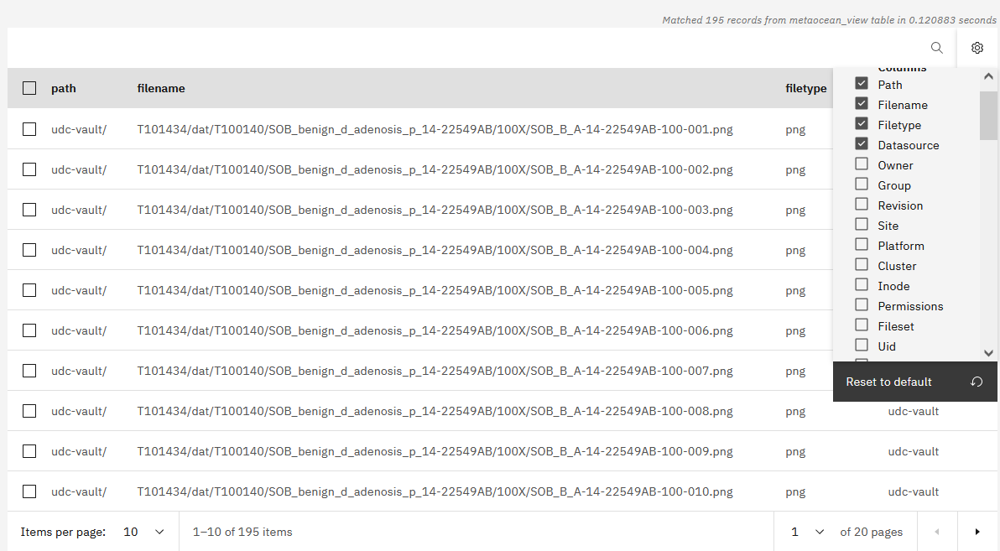 Matched 195 records from metaocean_view table in 0.120883 seconds
Columns
path filename filetype
Path
Filename
Filetype
Datasource
Owner
Group
Revision
Site
Platform
Cluster
Inode
Permissions
Fileset
Uid
Reset to default
udc-vault/ T101434/dat/T100140/SOB_benign_d_adenosis_p_14-22549AB/100X/SOB_B_A-14-22549AB-100-001.png png
udc-vault/ T101434/dat/T100140/SOB_benign_d_adenosis_p_14-22549AB/100X/SOB_B_A-14-22549AB-100-002.png png
udc-vault/ T101434/dat/T100140/SOB_benign_d_adenosis_p_14-22549AB/100X/SOB_B_A-14-22549AB-100-003.png png
udc-vault/ T101434/dat/T100140/SOB_benign_d_adenosis_p_14-22549AB/100X/SOB_B_A-14-22549AB-100-004.png png
udc-vault/ T101434/dat/T100140/SOB_benign_d_adenosis_p_14-22549AB/100X/SOB_B_A-14-22549AB-100-005.png png
udc-vault/ T101434/dat/T100140/SOB_benign_d_adenosis_p_14-22549AB/100X/SOB_B_A-14-22549AB-100-006.png png
udc-vault/ T101434/dat/T100140/SOB_benign_d_adenosis_p_14-22549AB/100X/SOB_B_A-14-22549AB-100-007.png png
udc-vault/ T101434/dat/T100140/SOB_benign_d_adenosis_p_14-22549AB/100X/SOB_B_A-14-22549AB-100-008.png png udc-vault
udc-vault/ T101434/dat/T100140/SOB_benign_d_adenosis_p_14-22549AB/100X/SOB_B_A-14-22549AB-100-009.png png udc-vault
udc-vault/ T101434/dat/T100140/SOB_benign_d_adenosis_p_14-22549AB/100X/SOB_B_A-14-22549AB-100-010.png png udc-vault
Items per page: 10 1–10 of 195 items 1 of 20 pages